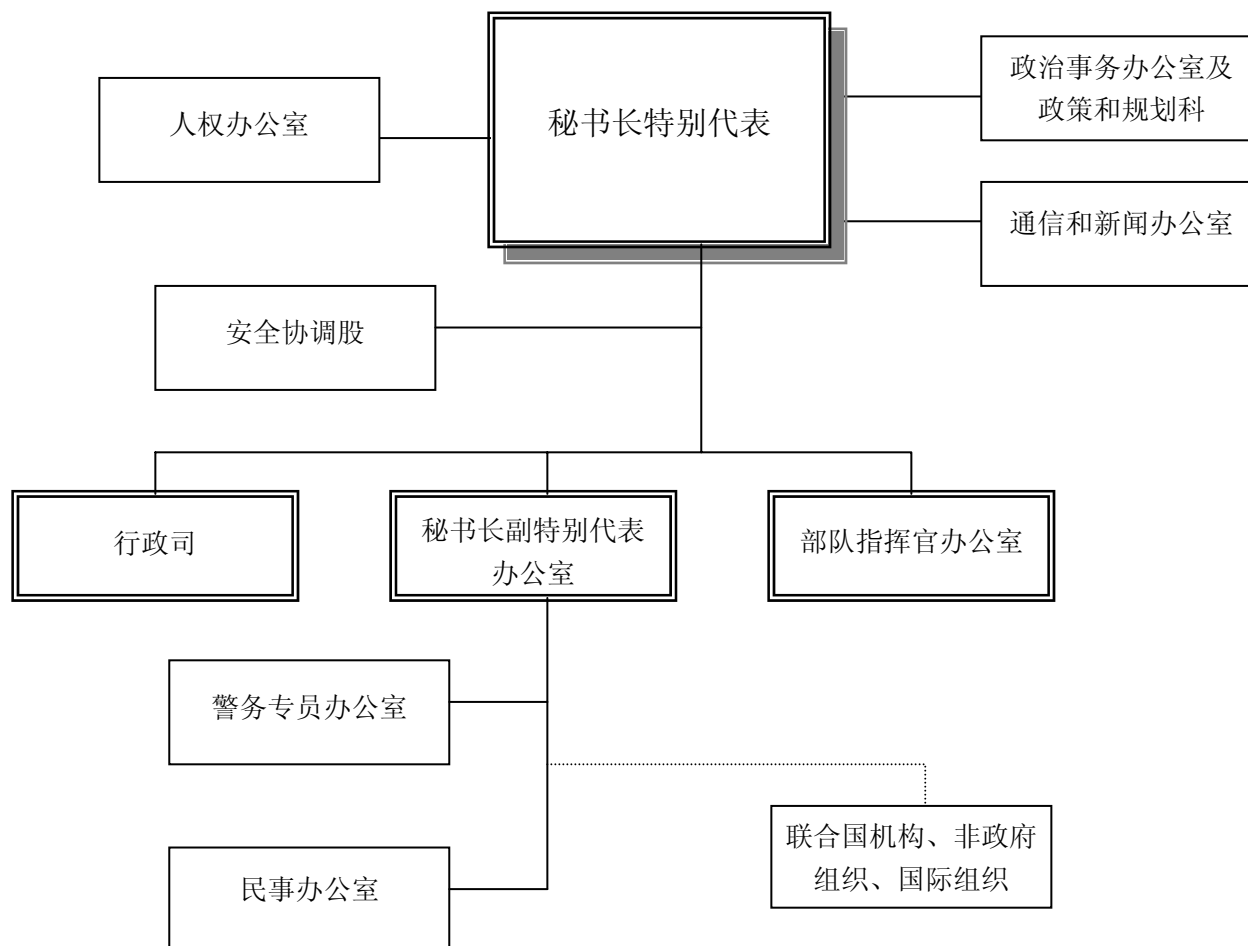 政治事务办公室及
政策和规划科
人权办公室
秘书长特别代表
通信和新闻办公室
安全协调股
行政司
秘书长副特别代表
办公室
部队指挥官办公室
警务专员办公室
联合国机构、非政府
组织、国际组织
民事办公室